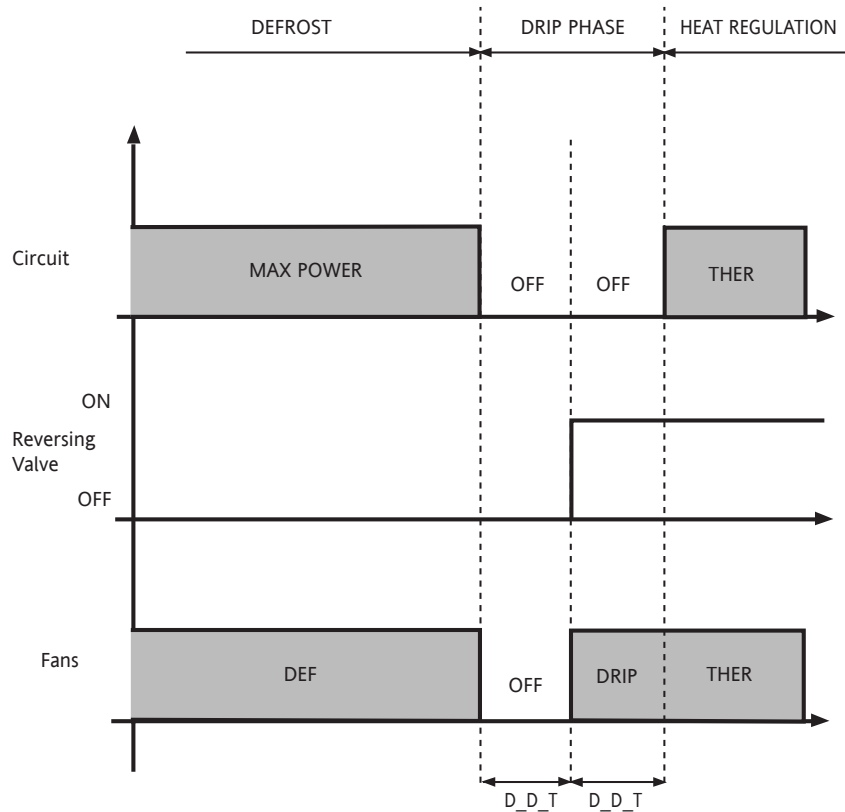 DEFROST DRIP PHASE HEAT REGULATION
Circuit
MAX POWER
OFF
OFF
THER
ON
Reversing
Valve
OFF
Fans
DEF
OFF
DRIP
THER
D_D_T
D_D_T